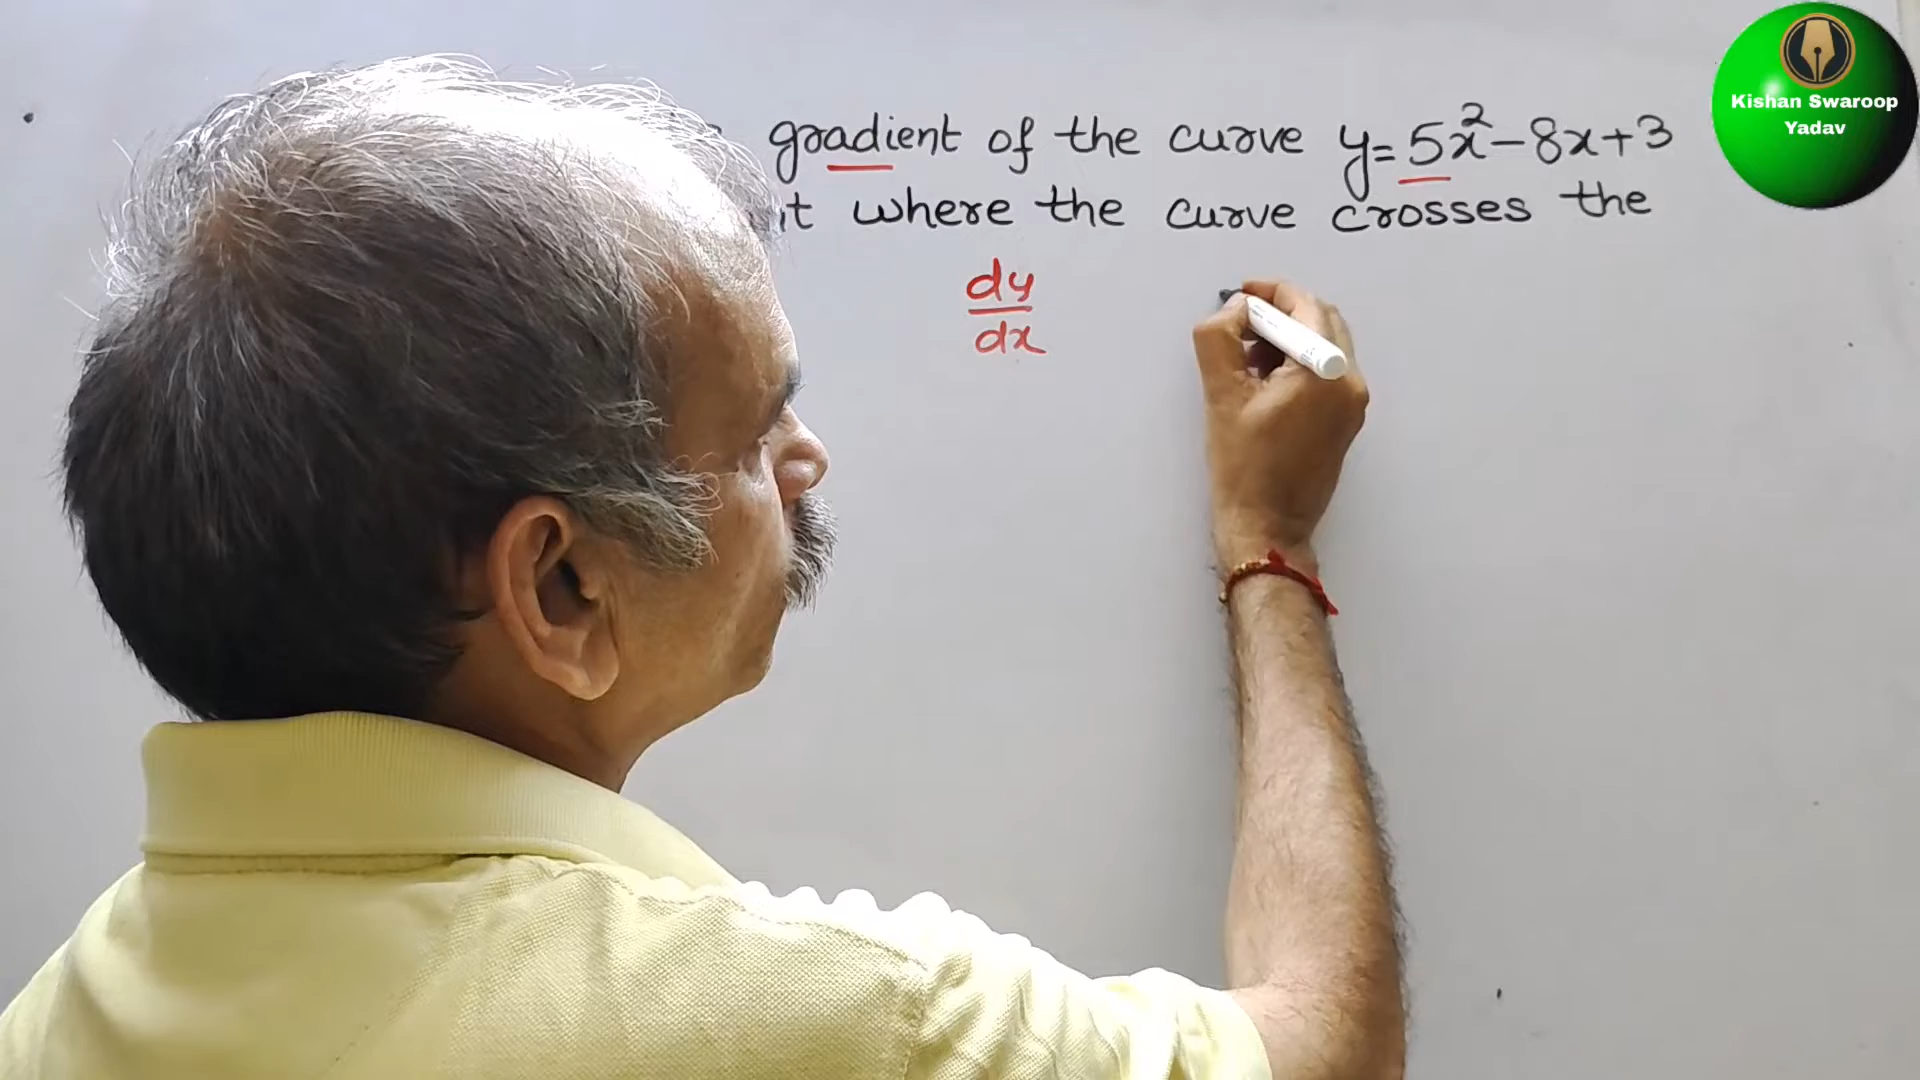 gradient of the curve y=5x²-8x+3
where the curve crosses the
dy
dx
Kishan Swaroop
Yadav